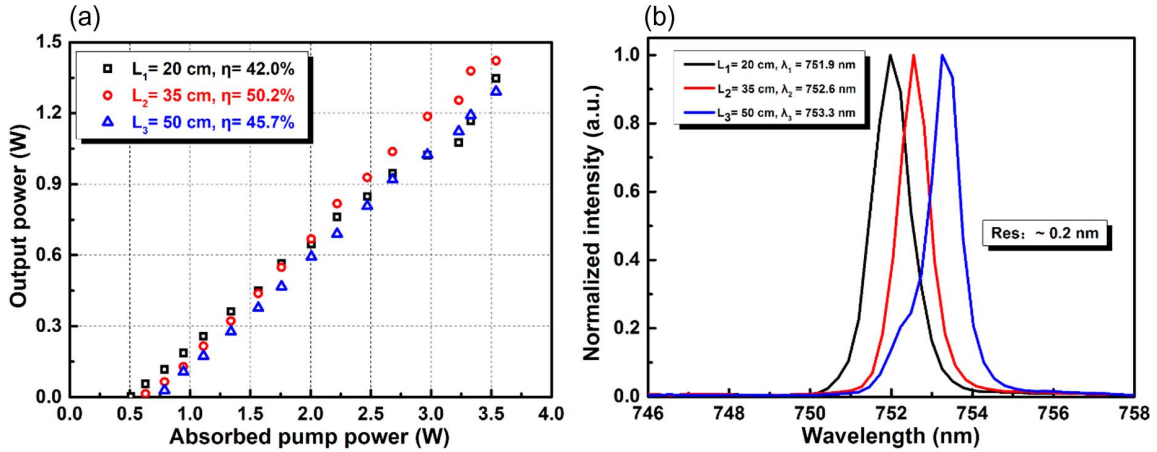 (a)
Output power (W)
1.5
1.2
0.9
0.6
0.3
0.0
L₁= 20 cm, η= 42.0%
L₂= 35 cm, η= 50.2%
L₃= 50 cm, η= 45.7%
0.0 0.5 1.0 1.5 2.0 2.5 3.0 3.5 4.0
Absorbed pump power (W)
(b)
Normalized intensity (a.u.)
1.0
0.8
0.6
0.4
0.2
0.0
L₁= 20 cm, λ₁ = 751.9 nm
L₂= 35 cm, λ₂ = 752.6 nm
L₃= 50 cm, λ₃ = 753.3 nm
Res: ~ 0.2 nm
746 748 750 752 754 756 758
Wavelength (nm)